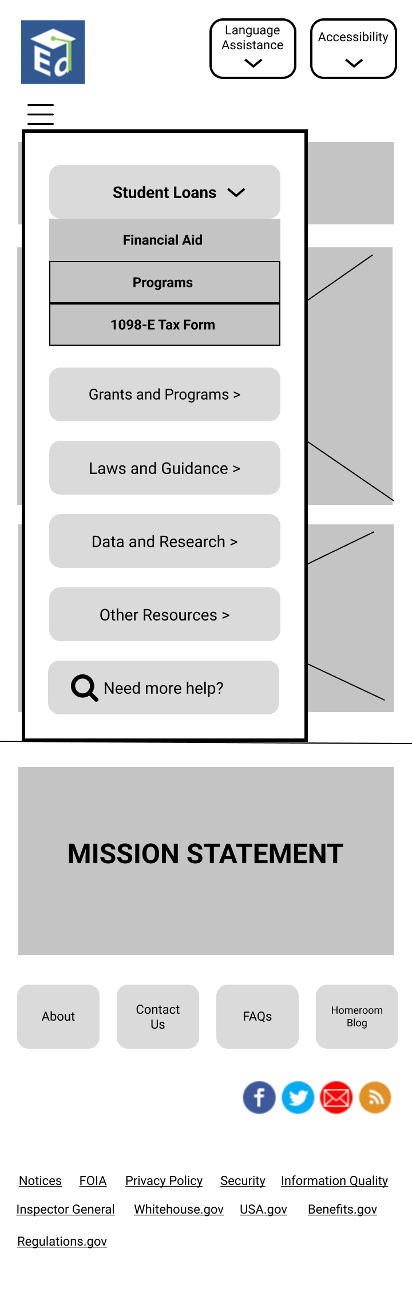 Ed
Language
Assistance
Accessibility
Student Loans
Financial Aid
Programs
1098-E Tax Form
Grants and Programs >
Laws and Guidance >
Data and Research >
Other Resources >
Need more help?
MISSION STATEMENT
About
Contact
Us
FAQs
Homeroom
Blog
Notices FOIA Privacy Policy Security Information Quality
Inspector General Whitehouse.gov USA.gov Benefits.gov
Regulations.gov